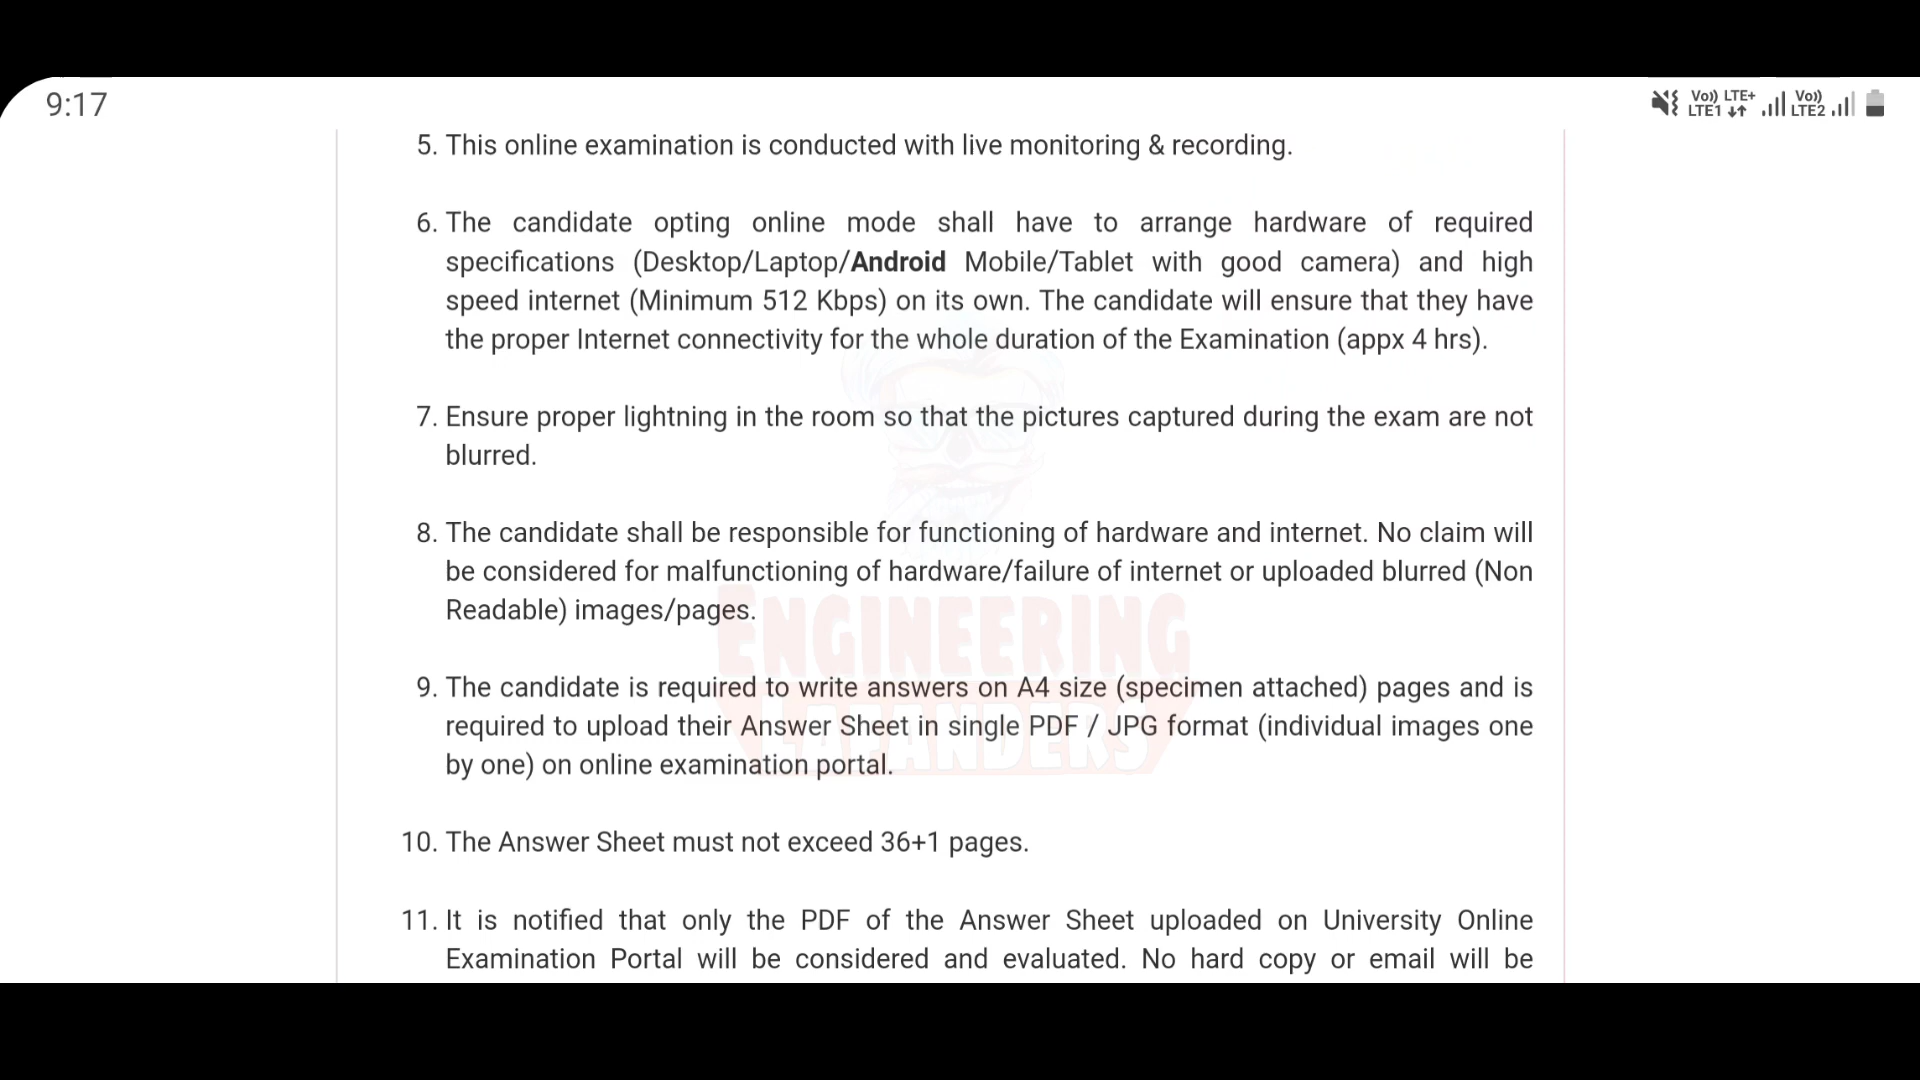 9:17
Vo)) LTE+ Vo))
LTE1 LTE2
5. This online examination is conducted with live monitoring & recording.
6. The candidate opting online mode shall have to arrange hardware of required
specifications (Desktop/Laptop/Android Mobile/Tablet with good camera) and high
speed internet (Minimum 512 Kbps) on its own. The candidate will ensure that they have
the proper Internet connectivity for the whole duration of the Examination (appx 4 hrs).
7. Ensure proper lightning in the room so that the pictures captured during the exam are not
blurred.
8. The candidate shall be responsible for functioning of hardware and internet. No claim will
be considered for malfunctioning of hardware/failure of internet or uploaded blurred (Non
Readable) images/pages.
ENGINEERING
LAFANDERS
9. The candidate is required to write answers on A4 size (specimen attached) pages and is
required to upload their Answer Sheet in single PDF / JPG format (individual images one
by one) on online examination portal.
10. The Answer Sheet must not exceed 36+1 pages.
11. It is notified that only the PDF of the Answer Sheet uploaded on University Online
Examination Portal will be considered and evaluated. No hard copy or email will be